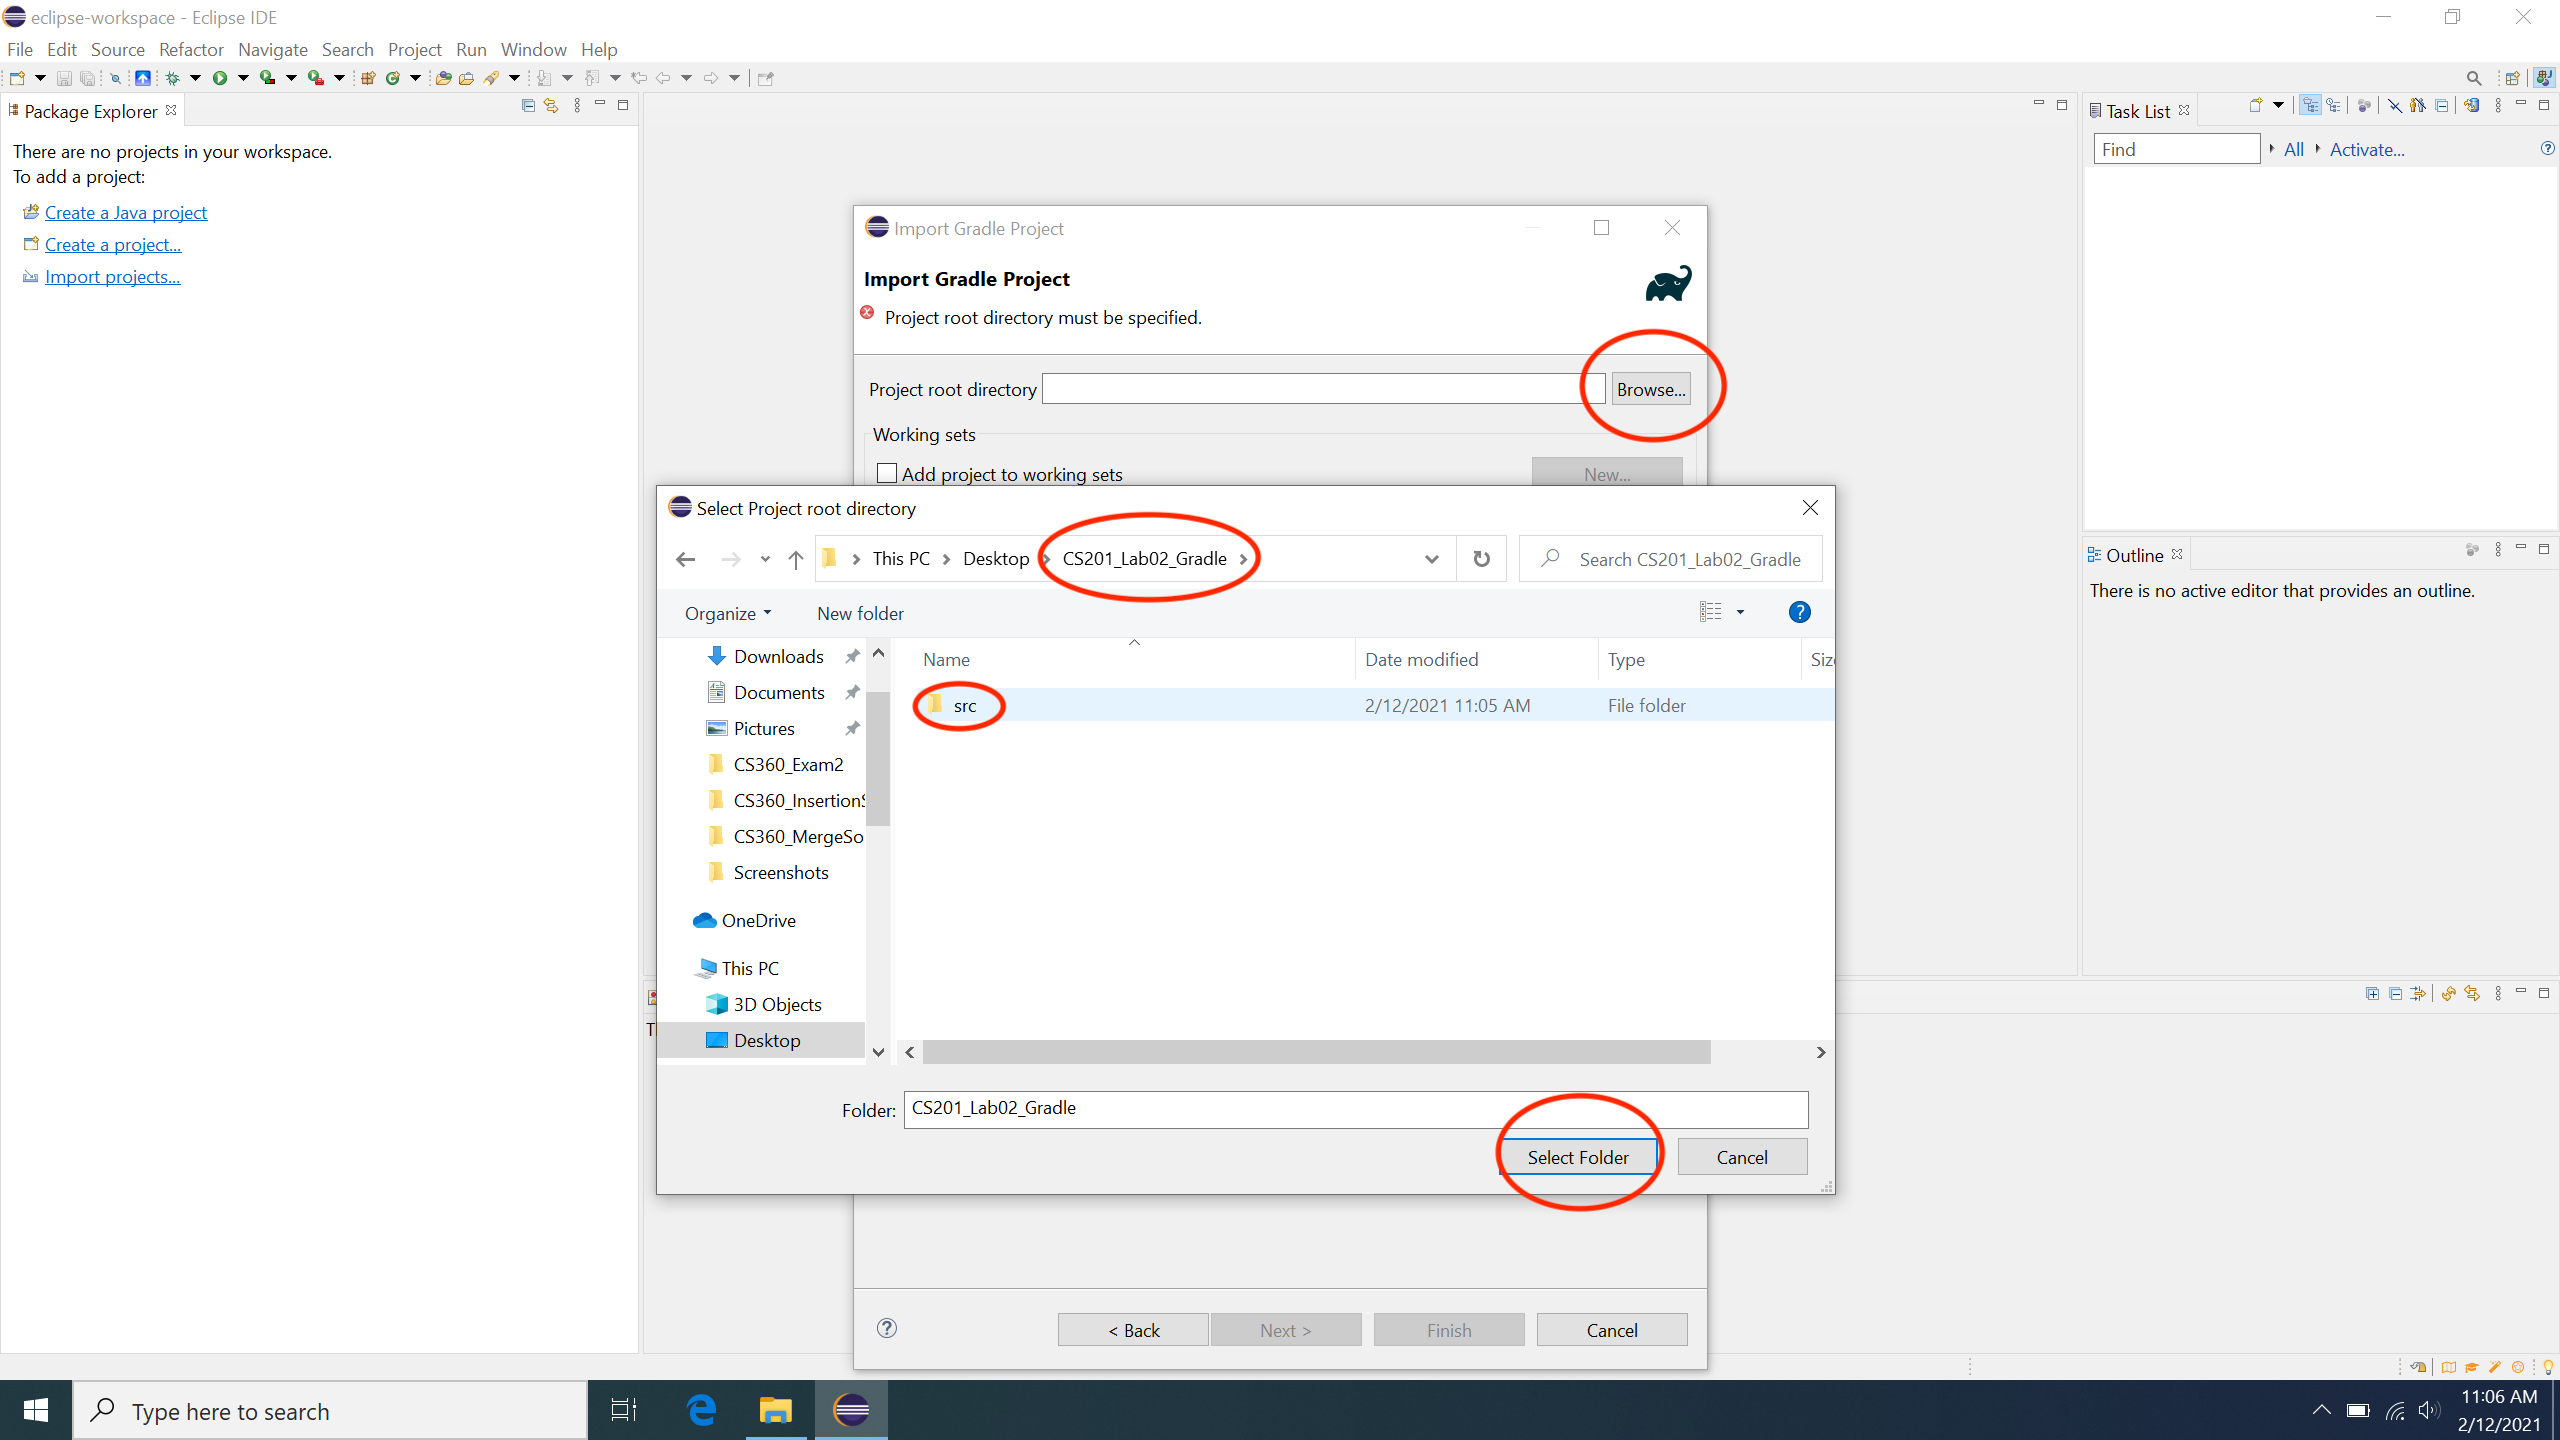 eclipse-workspace - Eclipse IDE
File Edit Source Refactor Navigate Search Project Run Window Help
Package Explorer
There are no projects in your workspace.
To add a project:
Create a Java project
Create a project...
Import projects...
Import Gradle Project
Import Gradle Project
Project root directory must be specified.
Project root directory Browse...
Working sets
Add project to working sets New...
Select Project root directory
This PC Desktop CS201_Lab02_Gradle Search CS201_Lab02_Gradle
Organize New folder
Name Date modified Type Siz
src 2/12/2021 11:05 AM File folder
Downloads
Documents
Pictures
CS360_Exam2
CS360_InsertionS
CS360_MergeSo
Screenshots
OneDrive
This PC
3D Objects
Desktop
Folder: CS201_Lab02_Gradle
Select Folder Cancel
< Back Next > Finish Cancel
Task List
Find All Activate...
Outline
There is no active editor that provides an outline.
T
Type here to search
11:06 AM
2/12/2021